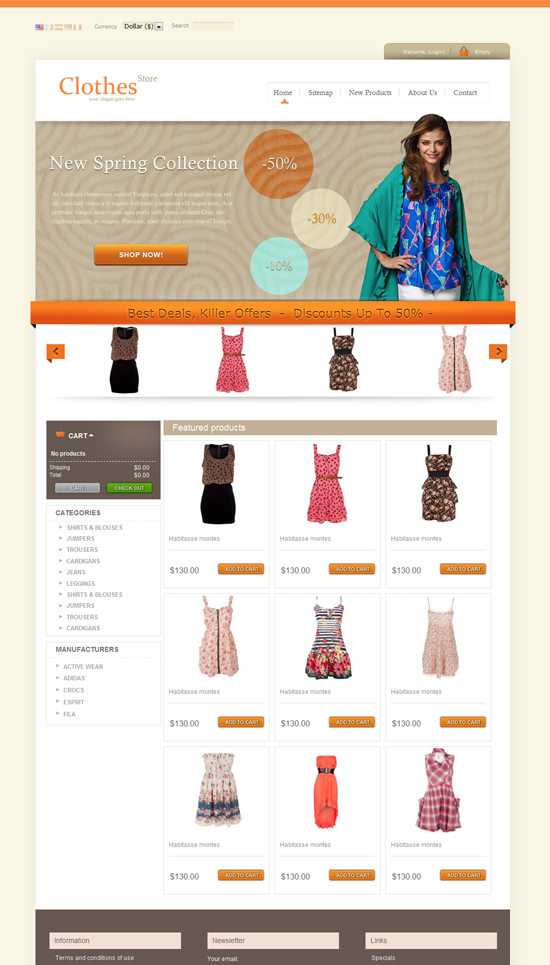 Currency Dollar ($) Search
Welcome, (Login) Empty
Clothes Store
your slogan goes here
Home Sitemap New Products About Us Contact
New Spring Collection
-50%
-30%
-10%
SHOP NOW!
Best Deals, Killer Offers - Discounts Up To 50% -
CART
No products
Shipping $0.00
Total $0.00
CART CHECK OUT
CATEGORIES
SHIRTS & BLOUSES
JUMPERS
TROUSERS
CARDIGANS
JEANS
LEGGINGS
SHIRTS & BLOUSES
JUMPERS
TROUSERS
CARDIGANS
MANUFACTURERS
ACTIVE WEAR
ADIDAS
CROCS
ESPRIT
FILA
Featured products
Habitasse montes Habitasse montes Habitasse montes
$130.00 ADD TO CART $130.00 ADD TO CART $130.00 ADD TO CART
Habitasse montes Habitasse montes Habitasse montes
$130.00 ADD TO CART $130.00 ADD TO CART $130.00 ADD TO CART
Habitasse montes Habitasse montes Habitasse montes
$130.00 ADD TO CART $130.00 ADD TO CART $130.00 ADD TO CART
Information Newsletter Links
Terms and conditions of use Your email: Specials